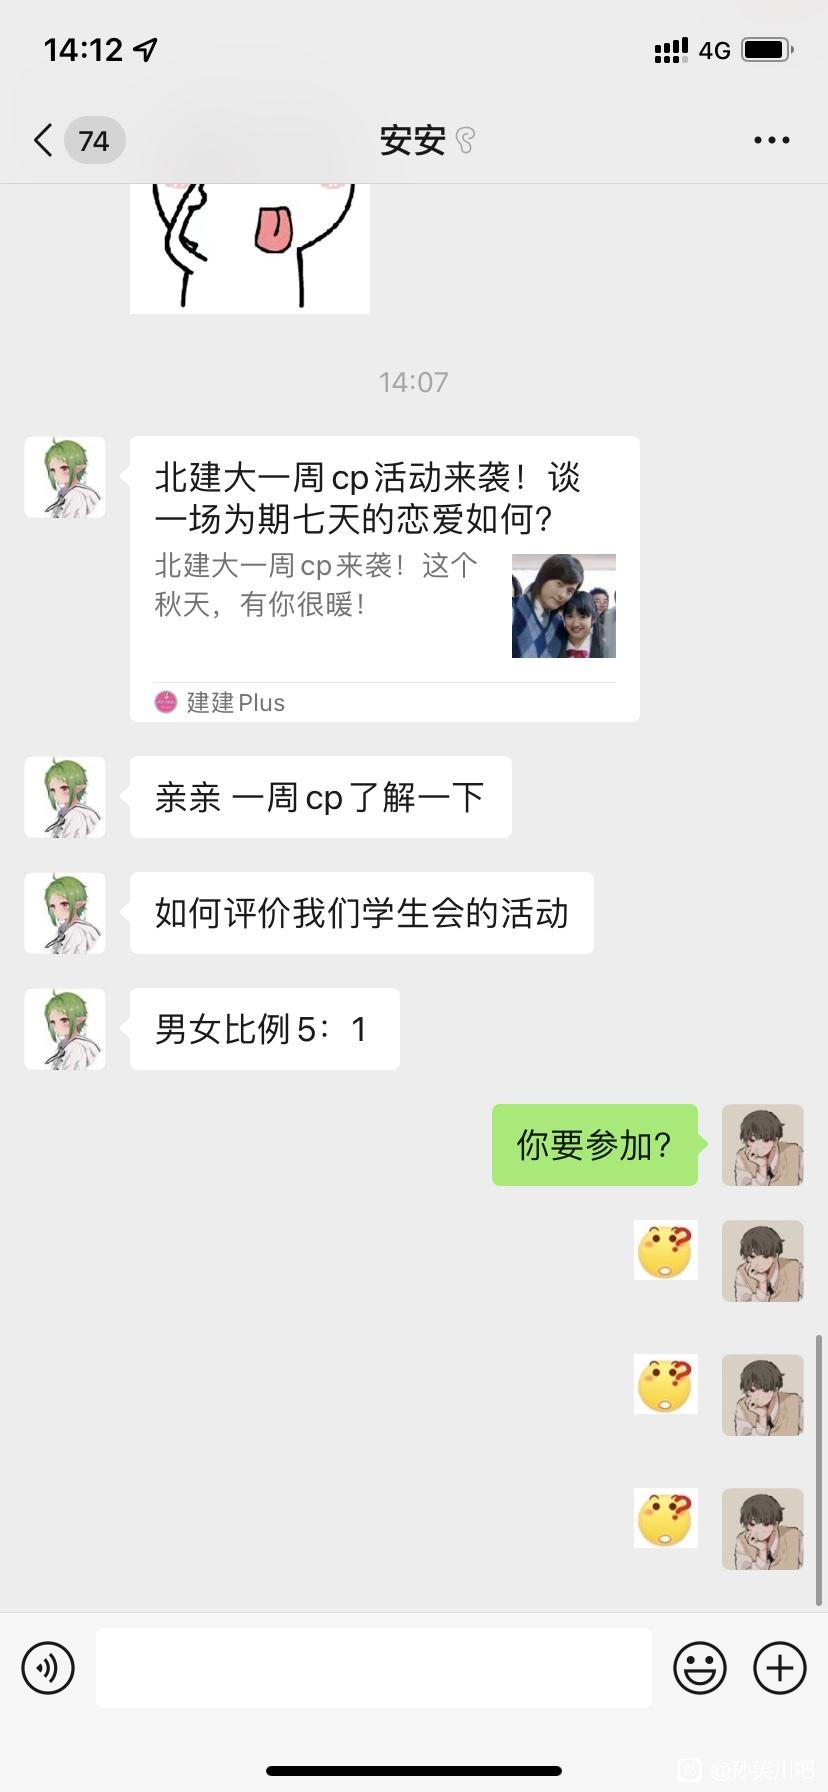 14:12
4G
74
安安
14:07
北建大一周cp活动来袭！谈
一场为期七天的恋爱如何？
北建大一周cp来袭！这个
秋天，有你很暖！
建建Plus
亲亲 一周cp了解一下
如何评价我们学生会的活动
男女比例5：1
你要参加？
@孙笑川吧